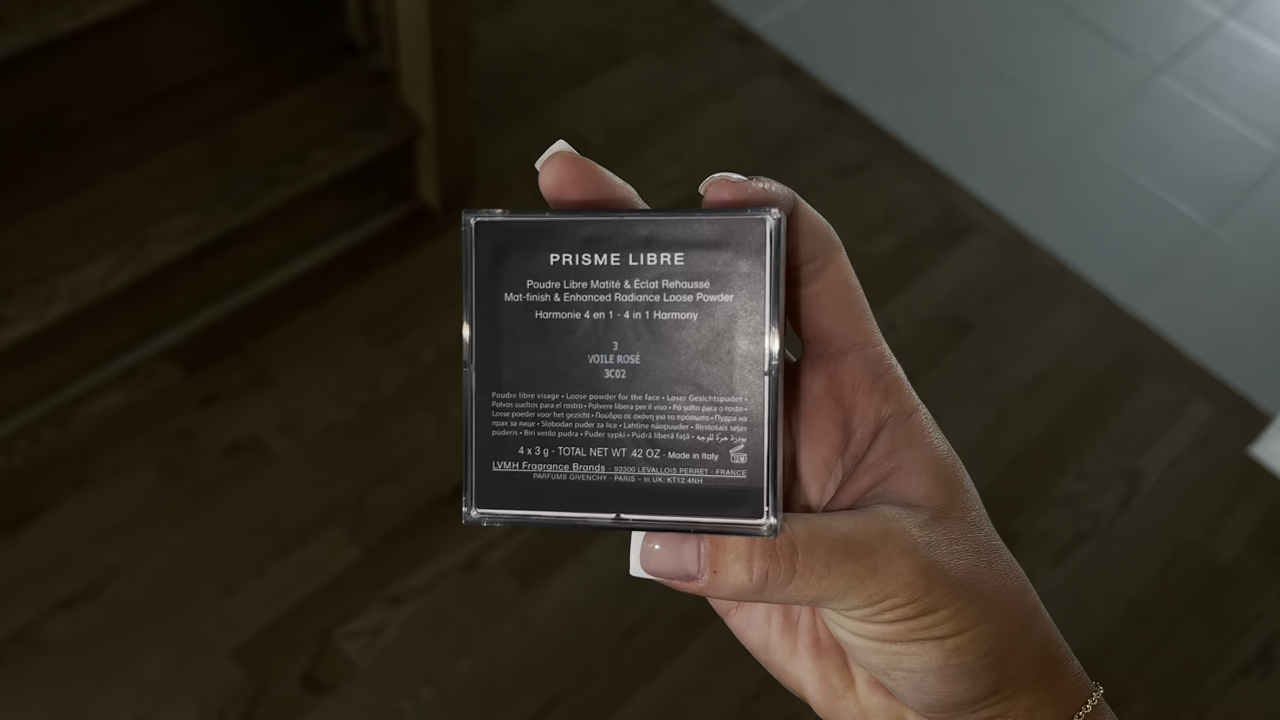 PRISME LIBRE
Poudre Libre Matité & Éclat Rehaussé
Mat-finish & Enhanced Radiance Loose Powder
Harmonie 4 en 1 - 4 in 1 Harmony
3
VOILE ROSÉ
3C02
Poudre libre visage • Loose powder for the face • Loser Gesichtspuder •
Polvos sueltos para el rostro • Polvere libera per il viso • Pó solto para o rosto •
Losse poeder voor het gezicht • Πούδρα σε σκόνη για το πρόσωπο • Пудра на
прах за лице • Slobodan puder za lice • Lahtine näopuuder • Birstošais sejas
pūderis • Biri veido pudra • Puder sypki • Pudră liberă față • بودرة حرة للوجه
4 x 3 g - TOTAL NET WT .42 OZ - Made in Italy 12M
LVMH Fragrance Brands - 92300 LEVALLOIS PERRET - FRANCE
PARFUMS GIVENCHY - PARIS - In UK: KT12 4NH